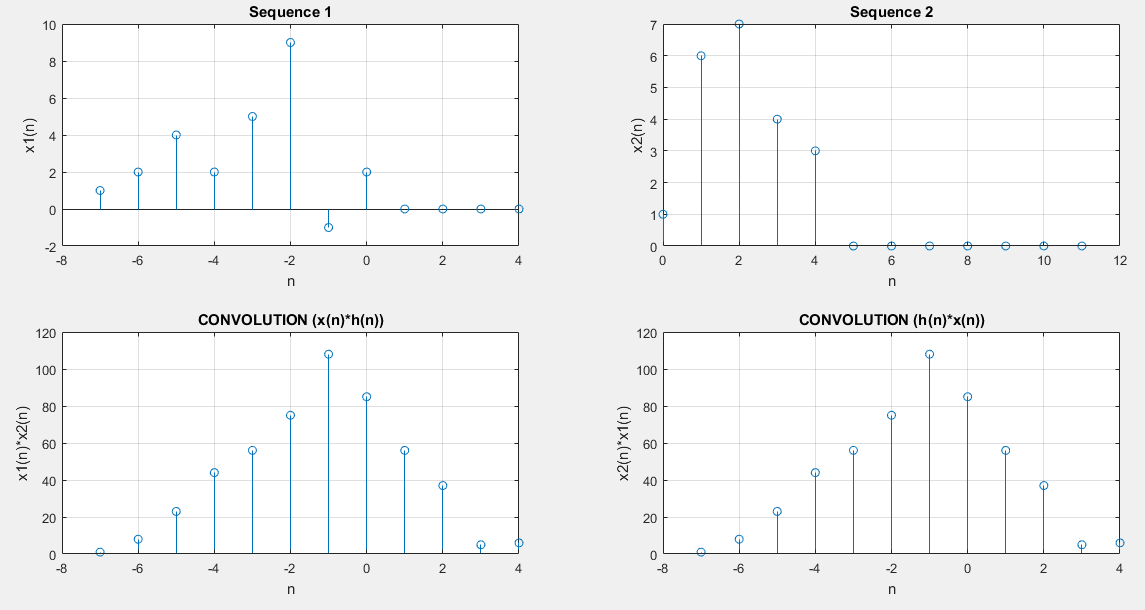 Sequence 1
10
8
6
4
2
0
-2
x1(n)
-8 -6 -4 -2 0 2 4
n
Sequence 2
7
6
5
4
3
2
1
0
x2(n)
0 2 4 6 8 10 12
n
CONVOLUTION (x(n)*h(n))
120
100
80
60
40
20
0
x1(n)*x2(n)
-8 -6 -4 -2 0 2 4
n
CONVOLUTION (h(n)*x(n))
120
100
80
60
40
20
0
x2(n)*x1(n)
-8 -6 -4 -2 0 2 4
n